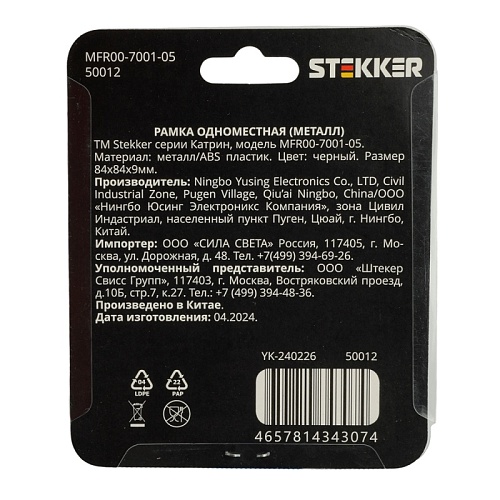 MFR00-7001-05
50012
STEKKER
РАМКА ОДНОМЕСТНАЯ (МЕТАЛЛ)
TM Stekker серии Катрин, модель MFR00-7001-05.
Материал: металл/ABS пластик. Цвет: черный. Размер
84х84х9мм.
Производитель: Ningbo Yusing Electronics Co., LTD, Civil
Industrial Zone, Pugen Village, Qiu'ai Ningbo, China/ООО
«Нингбо Юсинг Электроникс Компания», зона Цивил
Индастриал, населенный пункт Пуген, Цюай, г. Нингбо,
Китай.
Импортер: ООО «СИЛА СВЕТА» Россия, 117405, г. Мо-
сква, ул. Дорожная, д. 48. Тел. +7(499) 394-69-26.
Уполномоченный представитель: ООО «Штекер
Свисс Групп», 117403, г. Москва, Востряковский проезд,
д.10Б, стр.7, к.27. Тел.: +7 (499) 394-48-36.
Произведено в Китае.
Дата изготовления: 04.2024.
YK-240226 50012
04 22
LDPE PAP
4657814343074